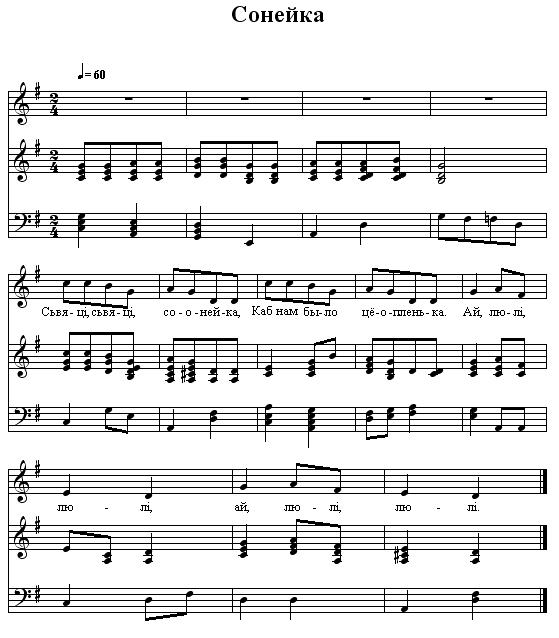 Сонейка
= 60
Сьвя - ці, сьвя - ці, со - о - ней - ка, Каб нам бы - ло цё - о - плень - ка. Ай, лю - лі,
лю - лі, ай, лю - лі, лю - лі.